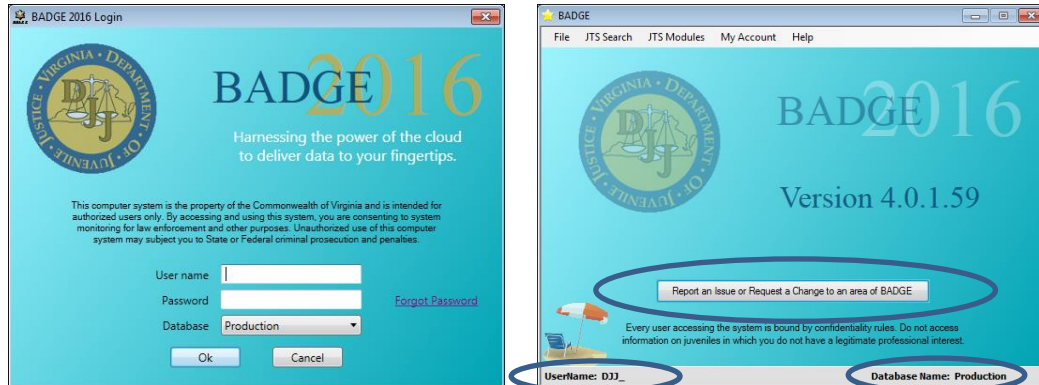 BADGE 2016 Login
VIRGINIA • DEPARTMENT OF JUVENILE JUSTICE
DJJ
BADGE 2016
Harnessing the power of the cloud
to deliver data to your fingertips.
This computer system is the property of the Commonwealth of Virginia and is intended for
authorized users only. By accessing and using this system, you are consenting to system
monitoring for law enforcement and other purposes. Unauthorized use of this computer
system may subject you to State or Federal criminal prosecution and penalties.
User name
Password
Forgot Password
Database
Production
Ok
Cancel
BADGE
File JTS Search JTS Modules My Account Help
VIRGINIA • DEPARTMENT OF JUVENILE JUSTICE
DJJ
BADGE 2016
Version 4.0.1.59
Report an Issue or Request a Change to an area of BADGE
Every user accessing the system is bound by confidentiality rules. Do not access
information on juveniles in which you do not have a legitimate professional interest.
UserName: DJJ_
Database Name: Production